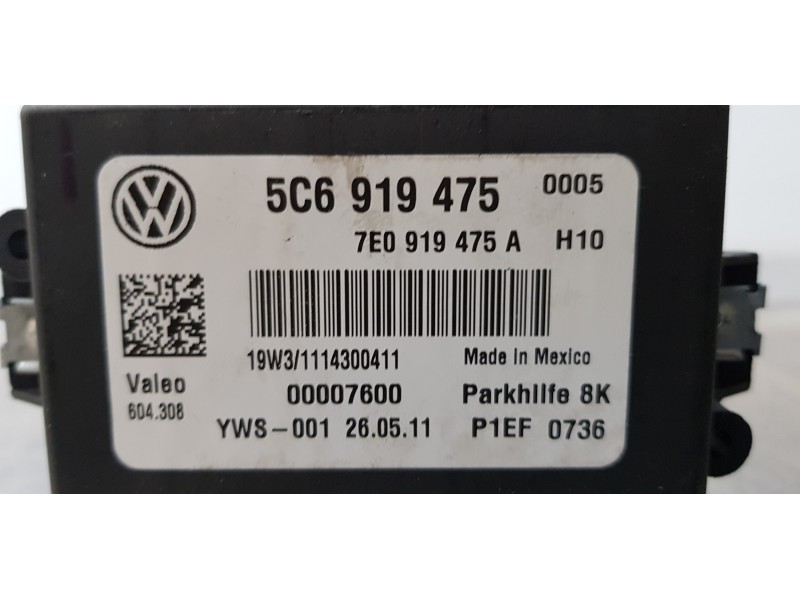 5C6 919 475 0005
7E0 919 475 A H10
19W3/1114300411 Made in Mexico
Valeo 00007600 Parkhilfe 8K
604.308
YWS-001 26.05.11 P1EF 0736